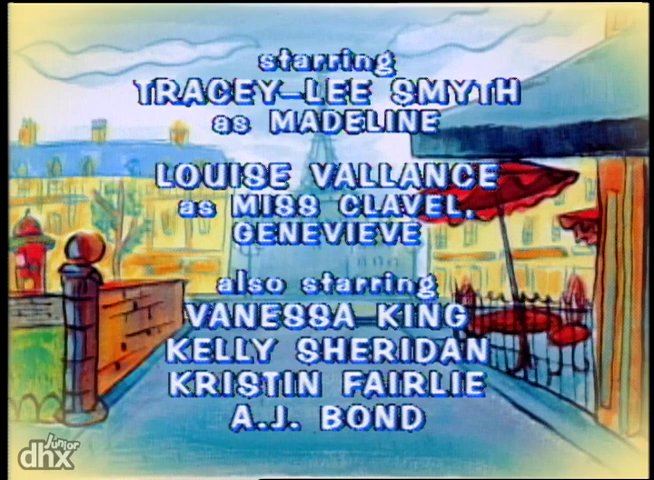 starring
TRACEY-LEE SMYTH
as MADELINE
LOUISE VALLANCE
as MISS CLAVEL,
GENEVIEVE
also starring
VANESSA KING
KELLY SHERIDAN
KRISTIN FAIRLIE
A.J. BOND
Junior
dhx